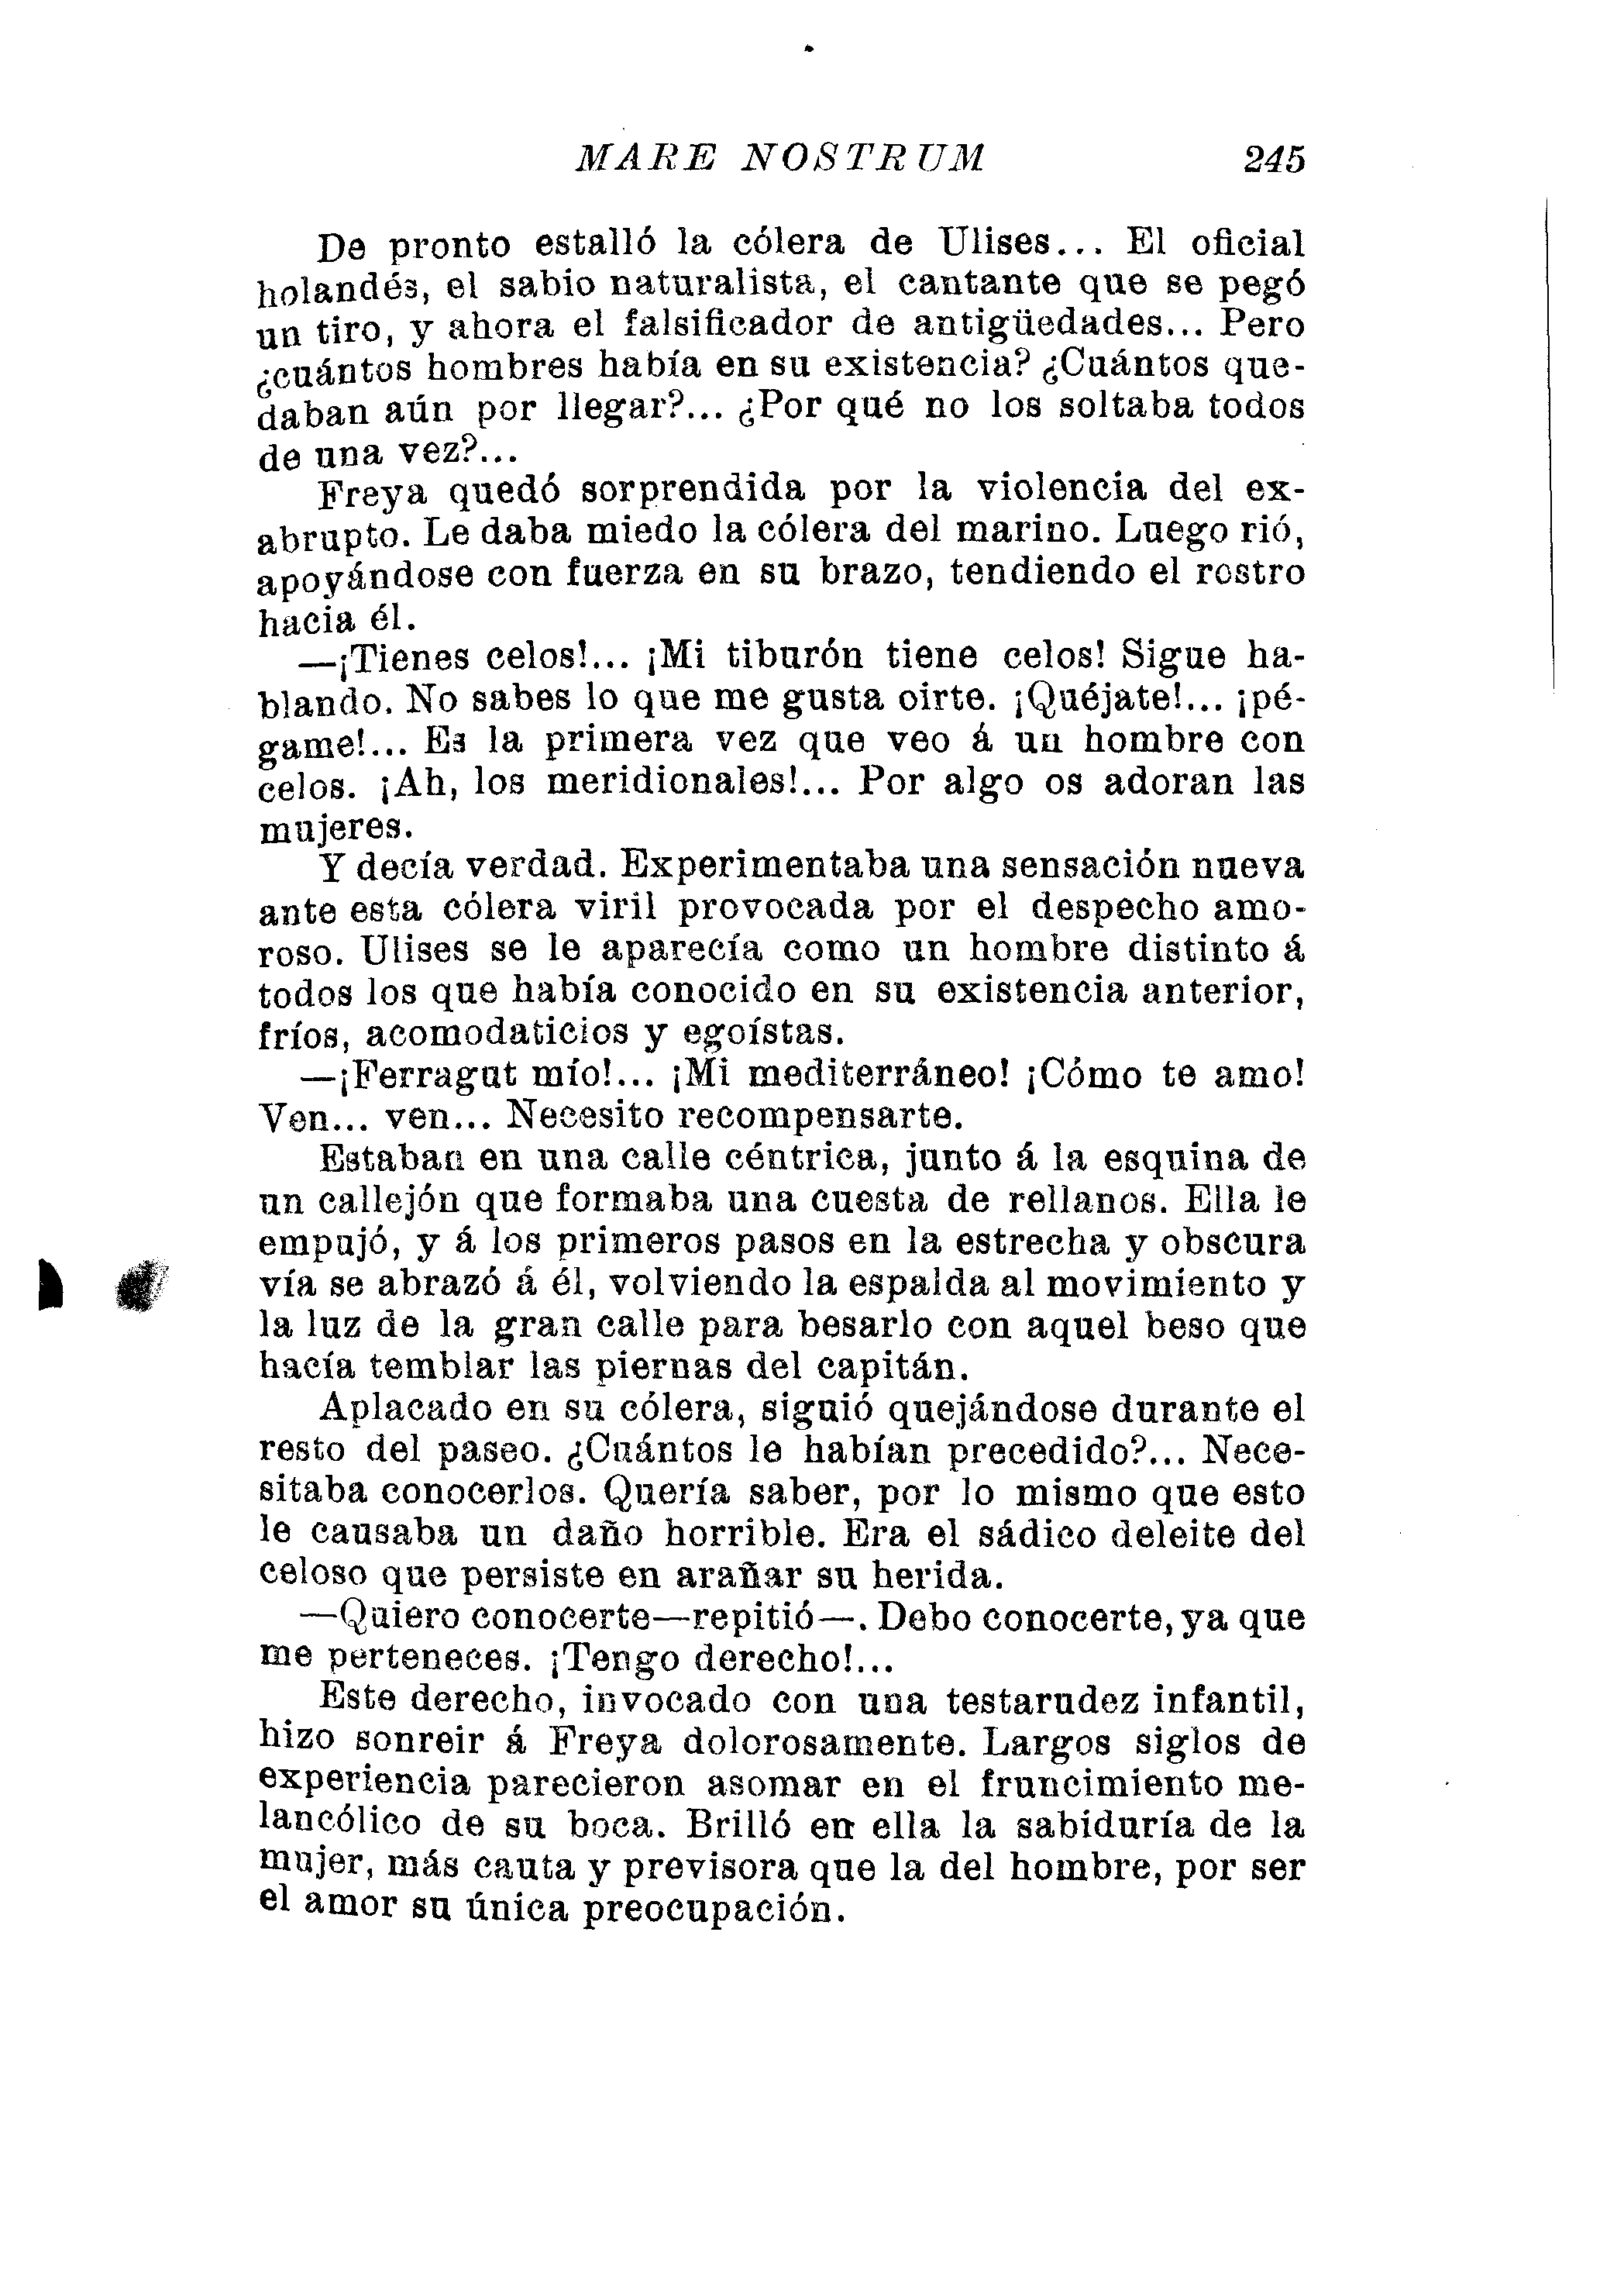 MARE NOSTRUM 245
De pronto estalló la cólera de Ulises... El oficial
holandés, el sabio naturalista, el cantante que se pegó
un tiro, y ahora el falsificador de antigüedades... Pero
¿cuántos hombres había en su existencia? ¿Cuántos que-
daban aún por llegar?... ¿Por qué no los soltaba todos
de una vez?...
Freya quedó sorprendida por la violencia del ex-
abrupto. Le daba miedo la cólera del marino. Luego rió,
apoyándose con fuerza en su brazo, tendiendo el rostro
hacia él.
—¡Tienes celos!... ¡Mi tiburón tiene celos! Sigue ha-
blando. No sabes lo que me gusta oirte. ¡Quéjate!... ¡pé-
game!... Es la primera vez que veo á un hombre con
celos. ¡Ah, los meridionales!... Por algo os adoran las
mujeres.
Y decía verdad. Experimentaba una sensación nueva
ante esta cólera viril provocada por el despecho amo-
roso. Ulises se le aparecía como un hombre distinto á
todos los que había conocido en su existencia anterior,
fríos, acomodaticios y egoístas.
—¡Ferragut mío!... ¡Mi mediterráneo! ¡Cómo te amo!
Ven... ven... Necesito recompensarte.
Estaban en una calle céntrica, junto á la esquina de
un callejón que formaba una cuesta de rellanos. Ella le
empujó, y á los primeros pasos en la estrecha y obscura
vía se abrazó á él, volviendo la espalda al movimiento y
la luz de la gran calle para besarlo con aquel beso que
hacía temblar las piernas del capitán.
Aplacado en su cólera, siguió quejándose durante el
resto del paseo. ¿Cuántos le habían precedido?... Nece-
sitaba conocerlos. Quería saber, por lo mismo que esto
le causaba un daño horrible. Era el sádico deleite del
celoso que persiste en arañar su herida.
—Quiero conocerte—repitió—. Debo conocerte, ya que
me perteneces. ¡Tengo derecho!...
Este derecho, invocado con una testarudez infantil,
hizo sonreir á Freya dolorosamente. Largos siglos de
experiencia parecieron asomar en el fruncimiento me-
lancólico de su boca. Brilló en ella la sabiduría de la
mujer, más cauta y previsora que la del hombre, por ser
el amor su única preocupación.